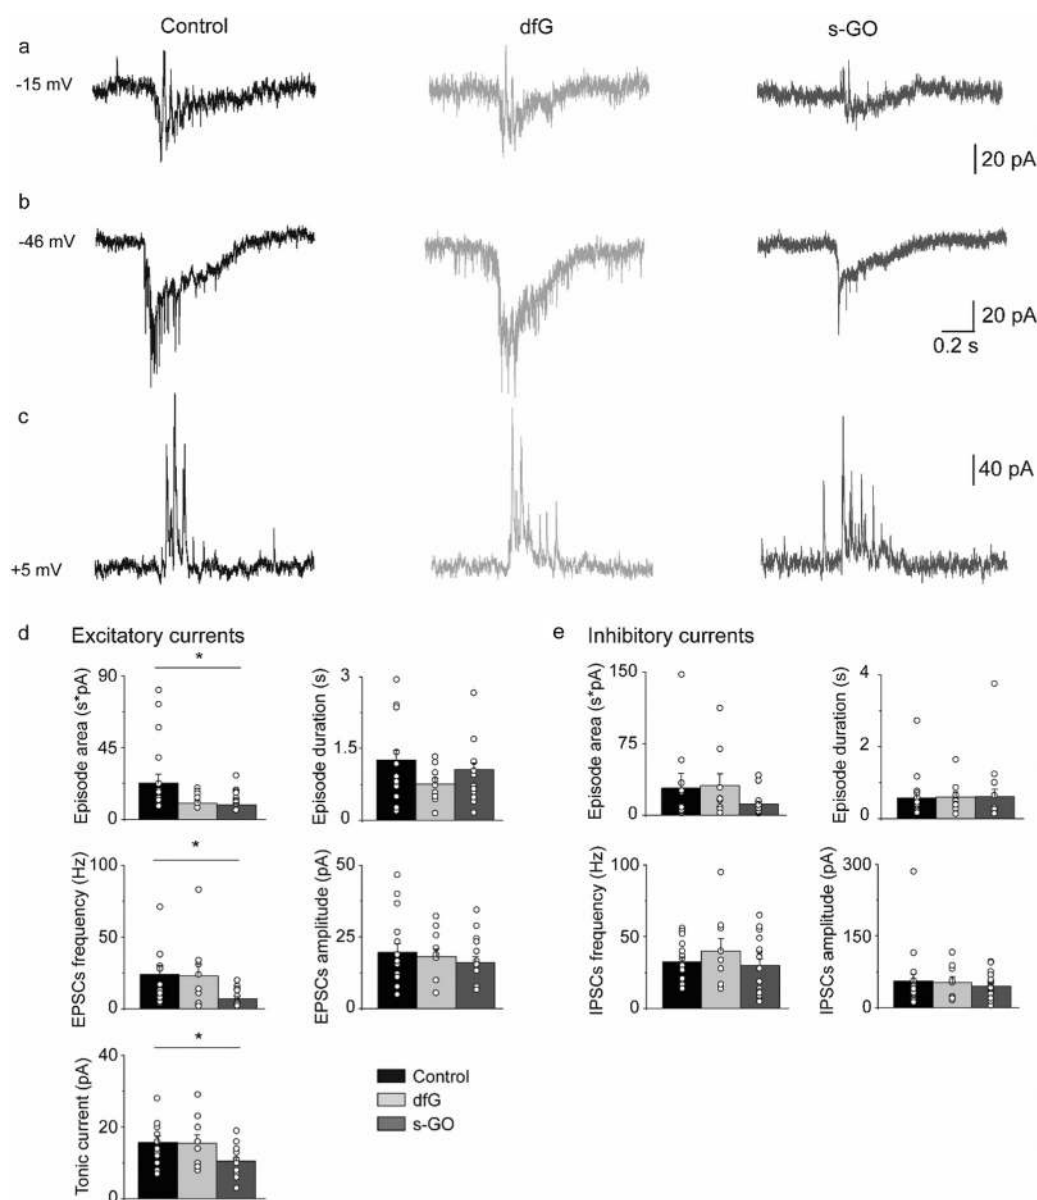 Control dfG s-GO
a
-15 mV
20 pA
b
-46 mV
20 pA
0.2 s
c
40 pA
+5 mV
d Excitatory currents
e Inhibitory currents
*
Episode area (s*pA)
90
45
0
Episode duration (s)
3
1.5
0
Episode area (s*pA)
150
75
0
Episode duration (s)
4
2
0
*
EPSCs frequency (Hz)
100
50
0
EPSCs amplitude (pA)
50
25
0
IPSCs frequency (Hz)
100
50
0
IPSCs amplitude (pA)
300
150
0
*
Tonic current (pA)
40
20
0
Control
dfG
s-GO